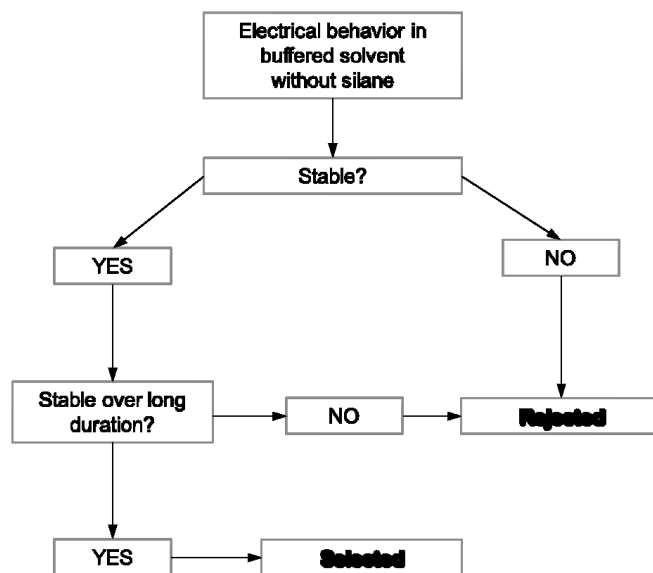 Electrical behavior in
buffered solvent
without silane
Stable?
YES
NO
Stable over long
duration?
NO
Rejected
YES
Selected